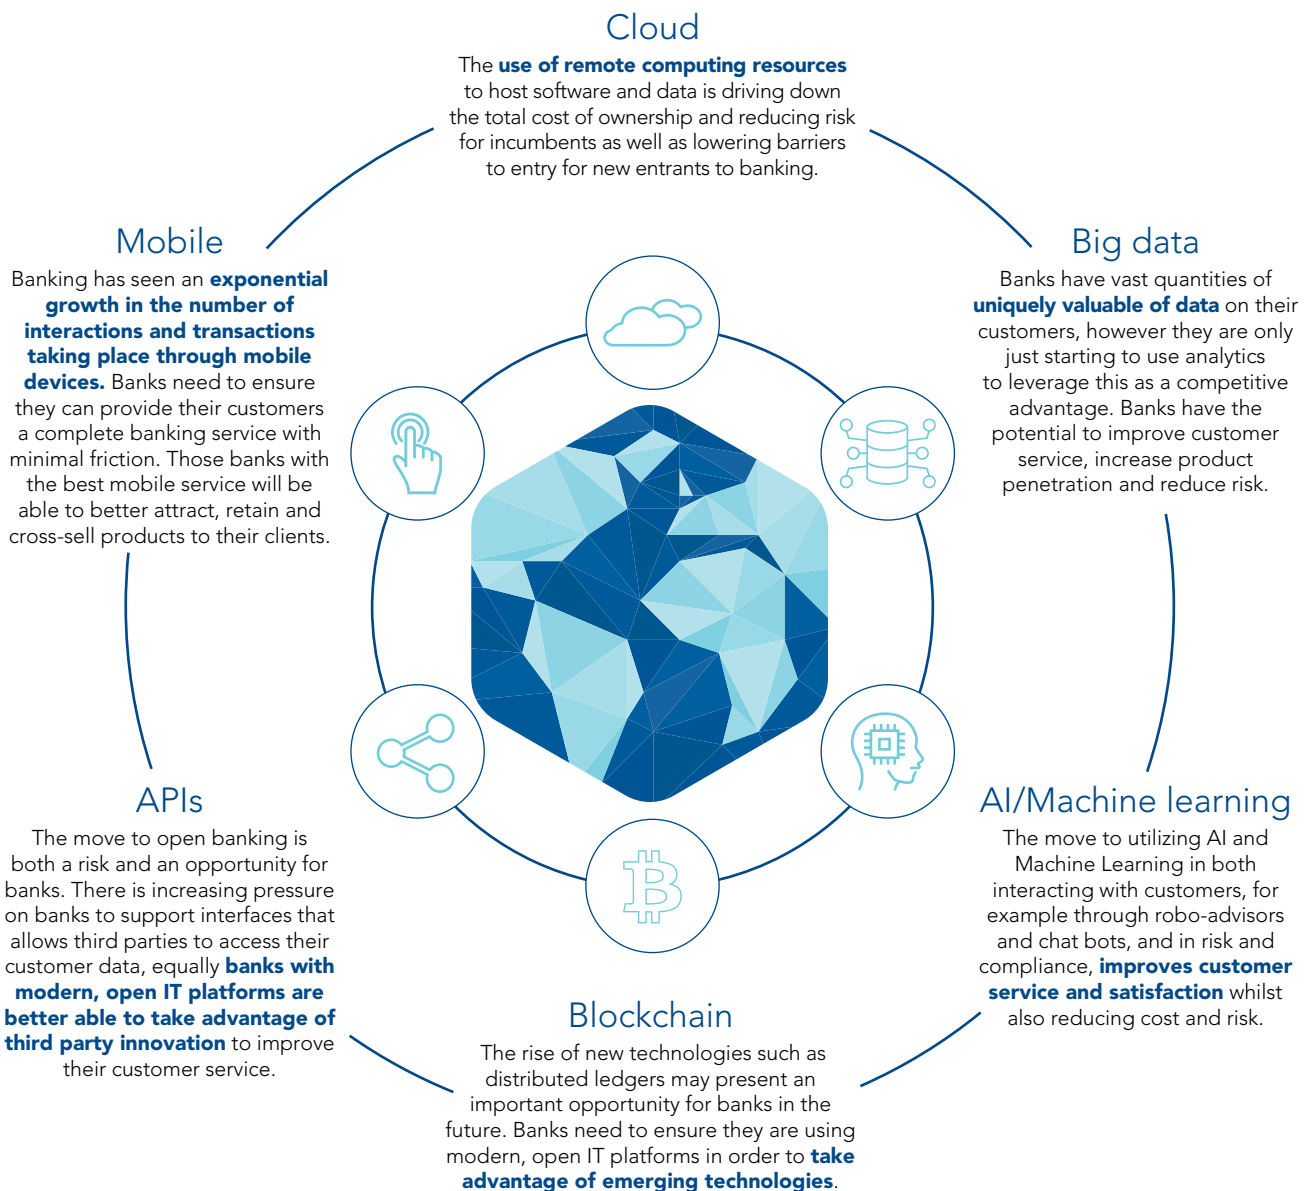 Cloud
The use of remote computing resources
to host software and data is driving down
the total cost of ownership and reducing risk
for incumbents as well as lowering barriers
to entry for new entrants to banking.
Mobile
Banking has seen an exponential
growth in the number of
interactions and transactions
taking place through mobile
devices. Banks need to ensure
they can provide their customers
a complete banking service with
minimal friction. Those banks with
the best mobile service will be
able to better attract, retain and
cross-sell products to their clients.
Big data
Banks have vast quantities of
uniquely valuable of data on their
customers, however they are only
just starting to use analytics
to leverage this as a competitive
advantage. Banks have the
potential to improve customer
service, increase product
penetration and reduce risk.
APIs
The move to open banking is
both a risk and an opportunity for
banks. There is increasing pressure
on banks to support interfaces that
allows third parties to access their
customer data, equally banks with
modern, open IT platforms are
better able to take advantage of
third party innovation to improve
their customer service.
AI/Machine learning
The move to utilizing AI and
Machine Learning in both
interacting with customers, for
example through robo-advisors
and chat bots, and in risk and
compliance, improves customer
service and satisfaction whilst
also reducing cost and risk.
Blockchain
The rise of new technologies such as
distributed ledgers may present an
important opportunity for banks in the
future. Banks need to ensure they are using
modern, open IT platforms in order to take
advantage of emerging technologies.